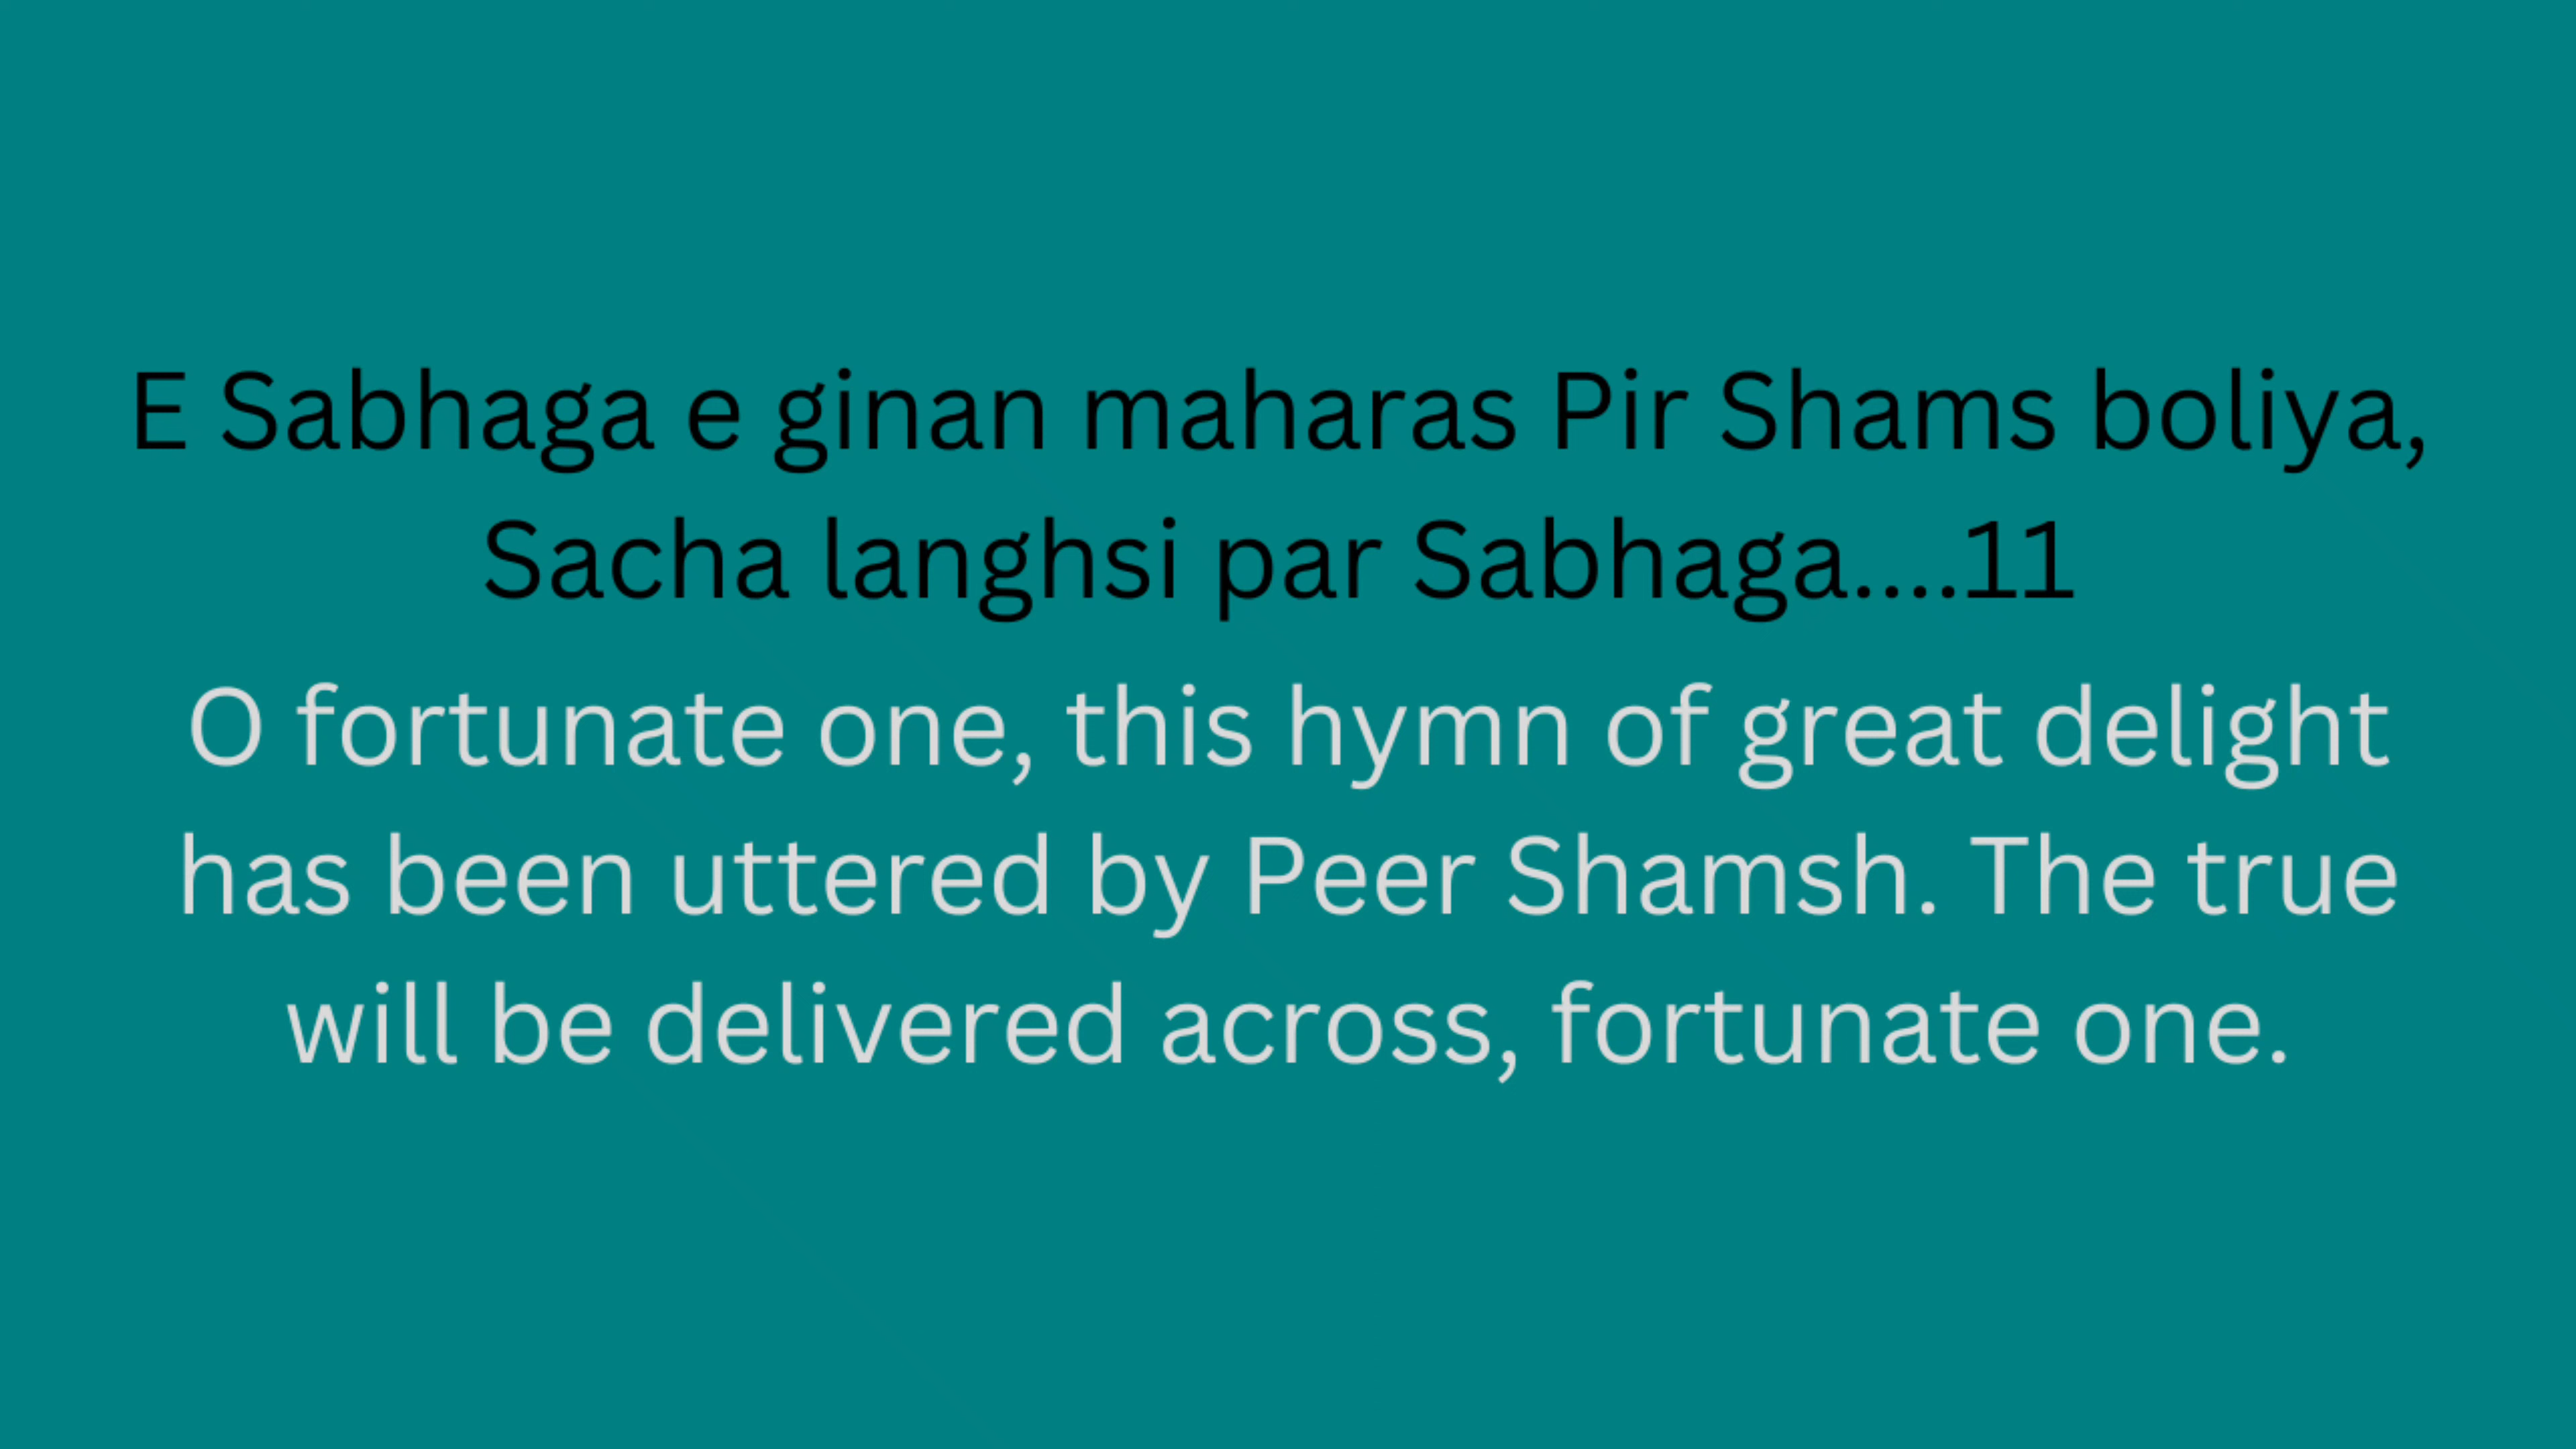 E Sabhaga e ginan maharas Pir Shams boliya,
Sacha langhsi par Sabhaga....11
O fortunate one, this hymn of great delight
has been uttered by Peer Shamsh. The true
will be delivered across, fortunate one.